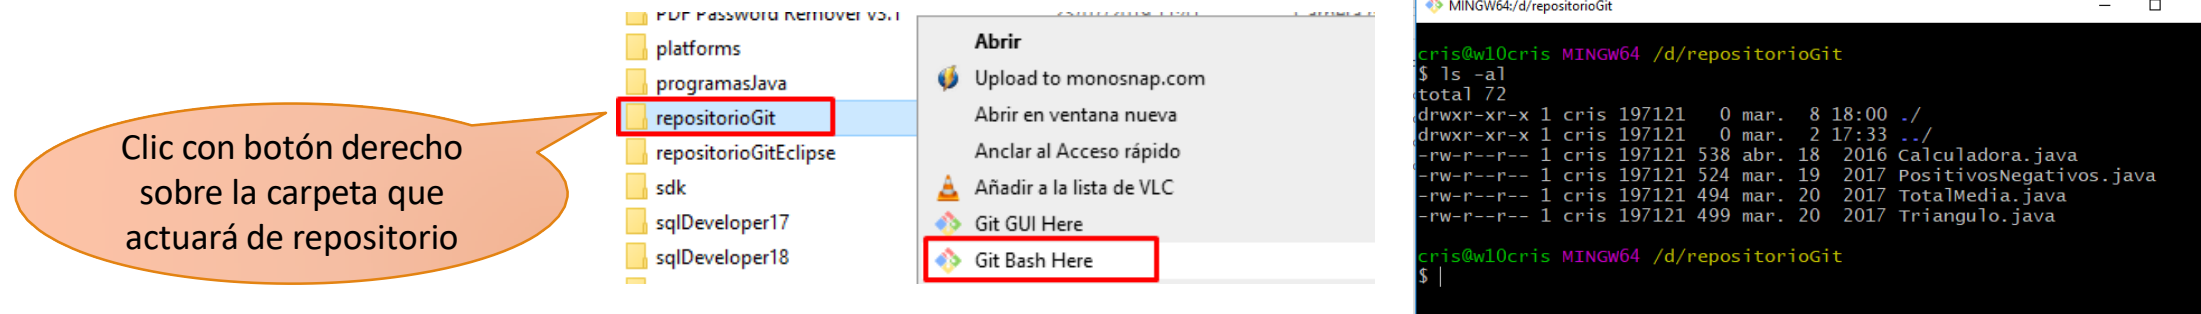 Clic con botón derecho
sobre la carpeta que
actuará de repositorio
PDF Password Remover v3.1
platforms
programasJava
repositorioGit
repositorioGitEclipse
sdk
sqlDeveloper17
sqlDeveloper18
Abrir
Upload to monosnap.com
Abrir en ventana nueva
Anclar al Acceso rápido
Añadir a la lista de VLC
Git GUI Here
Git Bash Here
MINGW64:/d/repositorioGit
cris@w10cris MINGW64 /d/repositorioGit
$ ls -al
total 72
drwxr-xr-x 1 cris 197121   0 mar.  8 18:00 ./
drwxr-xr-x 1 cris 197121   0 mar.  2 17:33 ../
-rw-r--r-- 1 cris 197121 538 abr. 18  2016 Calculadora.java
-rw-r--r-- 1 cris 197121 524 mar. 19  2017 PositivosNegativos.java
-rw-r--r-- 1 cris 197121 494 mar. 20  2017 TotalMedia.java
-rw-r--r-- 1 cris 197121 499 mar. 20  2017 Triangulo.java
cris@w10cris MINGW64 /d/repositorioGit
$